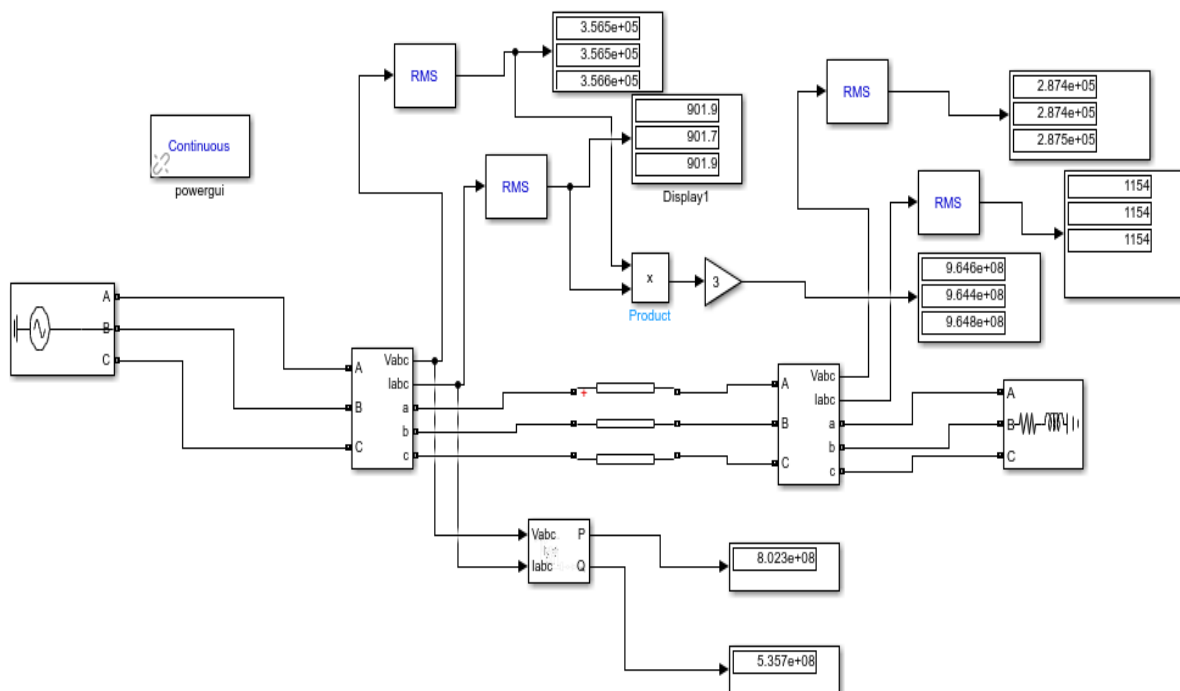 3.565e+05
3.565e+05
3.566e+05
RMS
901.9
901.7
901.9
Display1
RMS
RMS
2.874e+05
2.874e+05
2.875e+05
RMS
1154
1154
1154
Continuous
powergui
x
Product
3
9.646e+08
9.644e+08
9.648e+08
A
B
C
A
B
C
Vabc
Iabc
a
b
c
+
A
B
C
Vabc
Iabc
a
b
c
A
B
C
Vabc
Iabc
P
Q
8.023e+08
5.357e+08